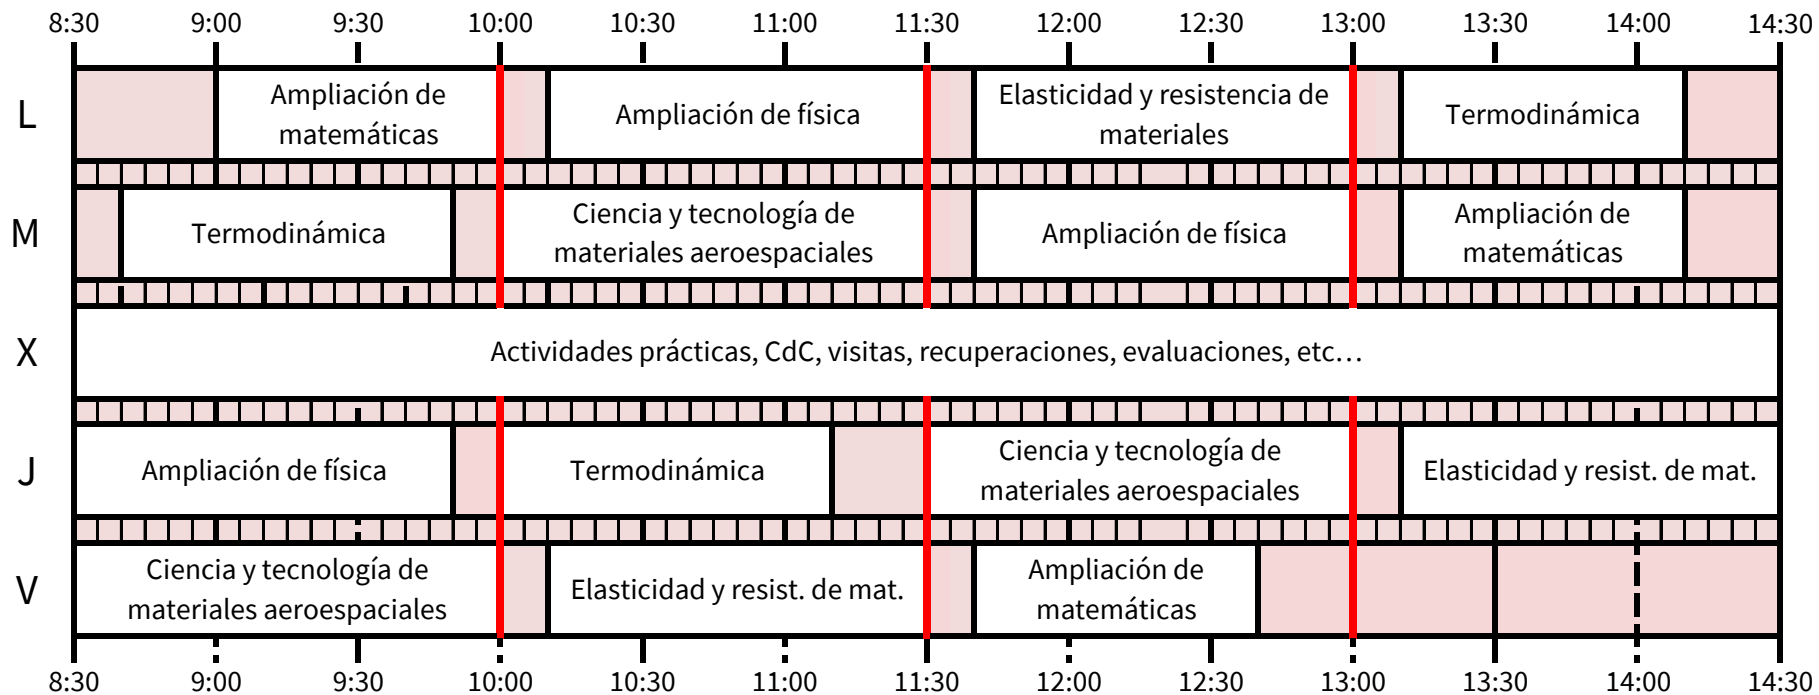 8:30 9:00 9:30 10:00 10:30 11:00 11:30 12:00 12:30 13:00 13:30 14:00 14:30
L
Ampliación de
matemáticas
Ampliación de física
Elasticidad y resistencia de
materiales
Termodinámica
M
Termodinámica
Ciencia y tecnología de
materiales aeroespaciales
Ampliación de física
Ampliación de
matemáticas
X
Actividades prácticas, CdC, visitas, recuperaciones, evaluaciones, etc…
J
Ampliación de física
Termodinámica
Ciencia y tecnología de
materiales aeroespaciales
Elasticidad y resist. de mat.
V
Ciencia y tecnología de
materiales aeroespaciales
Elasticidad y resist. de mat.
Ampliación de
matemáticas
8:30 9:00 9:30 10:00 10:30 11:00 11:30 12:00 12:30 13:00 13:30 14:00 14:30